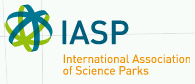 IASP
International Association
of Science Parks